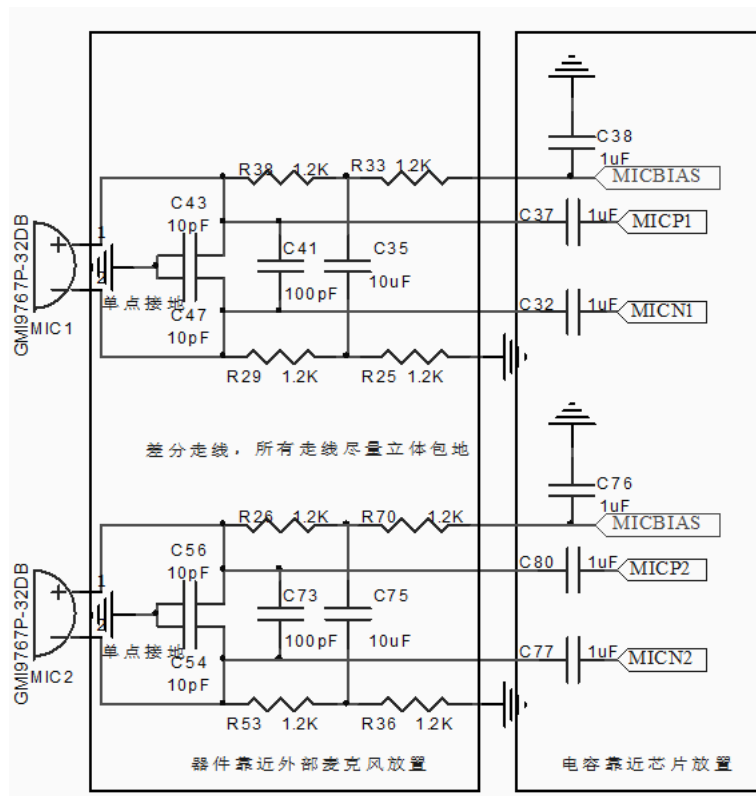 C38
1uF
R38 1.2K R33 1.2K
MICBIAS
C43
10pF
C37 1uF MICP1
1
C41 C35
100pF 10uF
2
单点接地
GMI9767P-32DB
MIC1
C47
10pF
C32 1uF MICN1
R29 1.2K R25 1.2K
差分走线，所有走线尽量立体包地
C76
1uF
R26 1.2K R70 1.2K
MICBIAS
C56
10pF
C80 1uF MICP2
1
C73 C75
100pF 10uF
2
单点接地
GMI9767P-32DB
MIC2
C54
10pF
C77 1uF MICN2
R53 1.2K R36 1.2K
器件靠近外部麦克风放置
电容靠近芯片放置